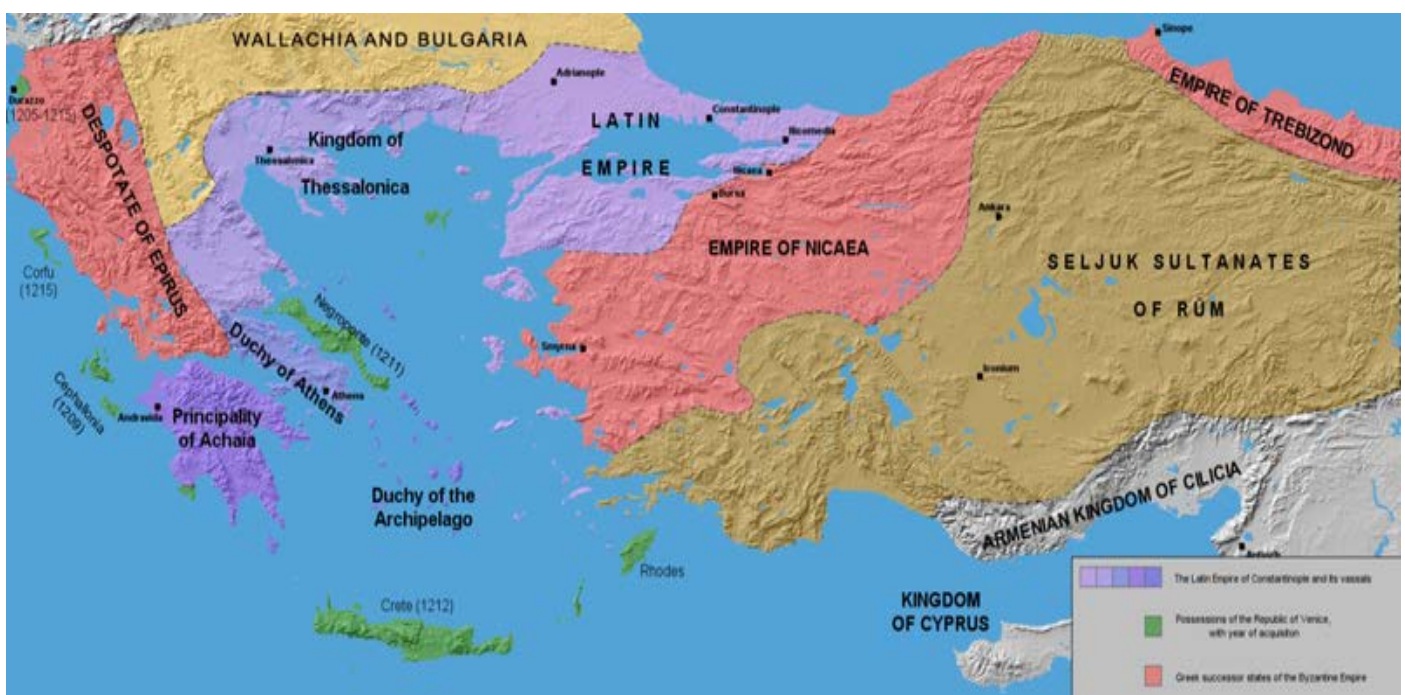 WALLACHIA AND BULGARIA
Sinope
EMPIRE OF TREBIZOND
Durazzo
(1205-1215)
DESPOTATE OF EPIRUS
Adrianople
Constantinople
LATIN
EMPIRE
Nicomedia
Nicaea
Bursa
Kingdom of
Thessalonica
Thessalonica
Ankara
EMPIRE OF NICAEA
SELJUK SULTANATES
OF RÛM
Corfu
(1215)
Negroponte (1211)
Duchy of Athens
Athens
Smyrna
Iconium
Cephallonia
(1209)
Andravida
Principality
of Achaia
Duchy of the
Archipelago
Rhodes
Crete (1212)
ARMENIAN KINGDOM OF CILICIA
Antioch
KINGDOM
OF CYPRUS
The Latin Empire of Constantinople and its vassals
Possessions of the Republic of Venice,
with year of acquisition
Greek successor states of the Byzantine Empire